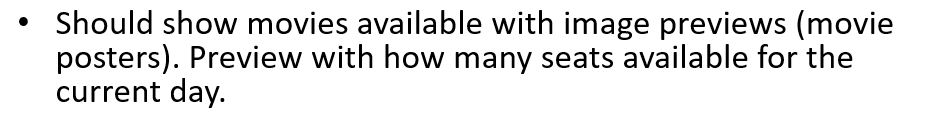 • Should show movies available with image previews (movie
posters). Preview with how many seats available for the
current day.